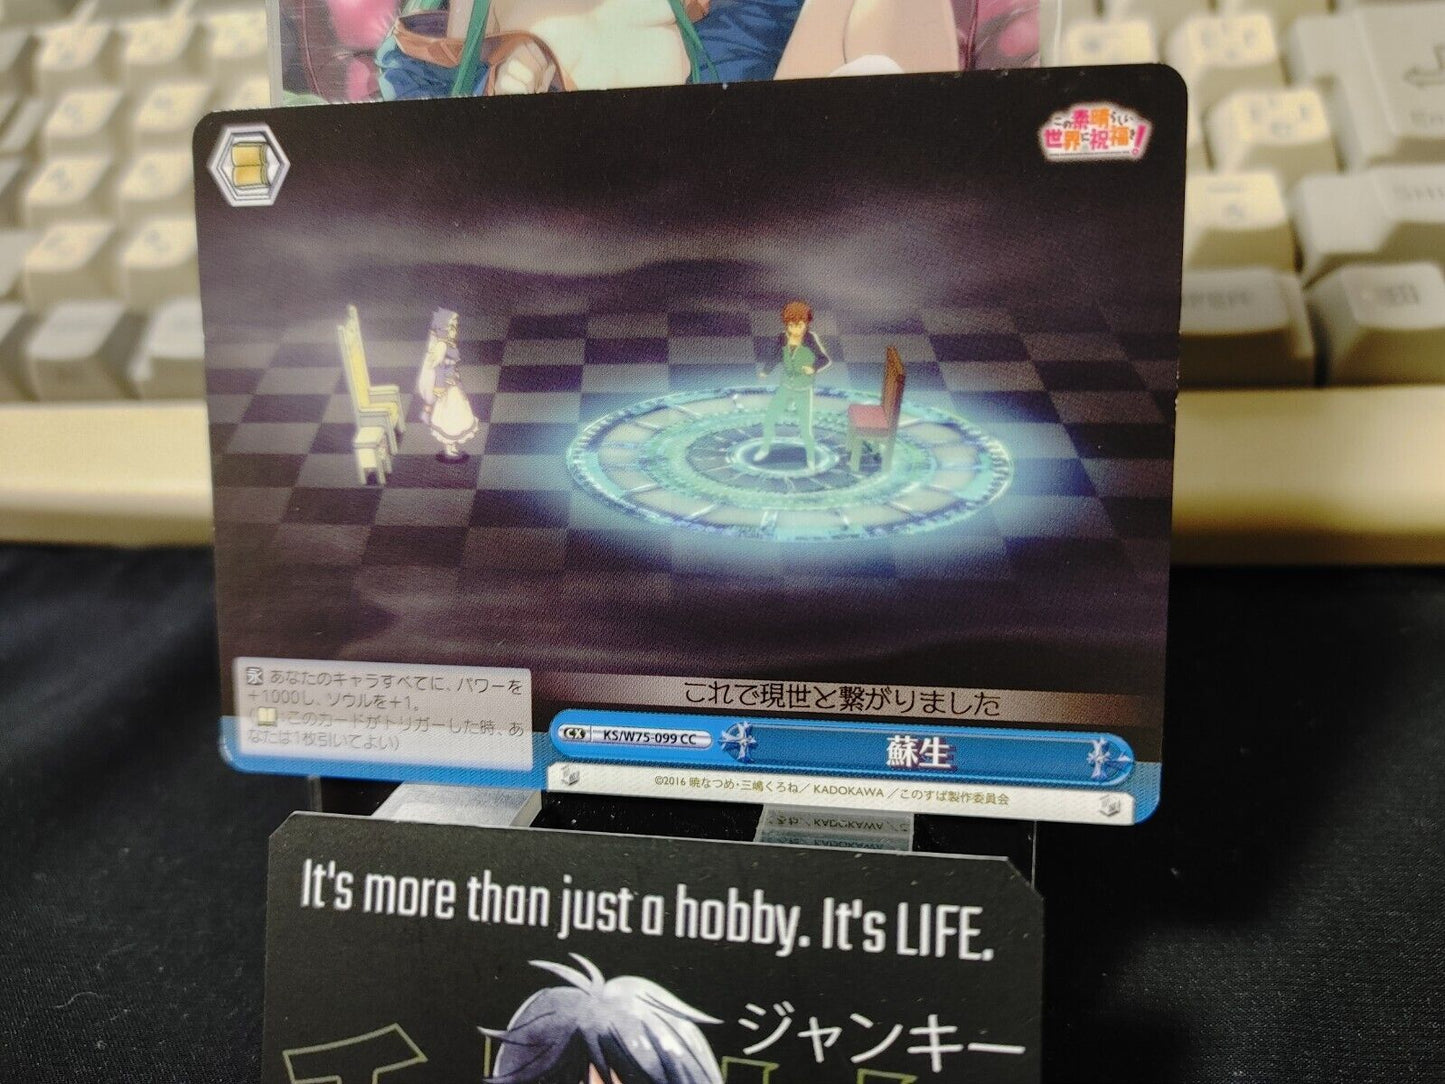 この素晴らしい
世界に祝福を!
永 あなたのキャラすべてに、パワーを
+1000し、ソウルを+1。
(:このカードがトリガーした時、あ
なたは1枚引いてよい)
これで現世と繋がりました
CX KS/W75-099 CC
蘇生
©2016 暁なつめ・三嶋くろね/KADOKAWA/このすば製作委員会
It's more than just a hobby. It's LIFE.
ジャンキー